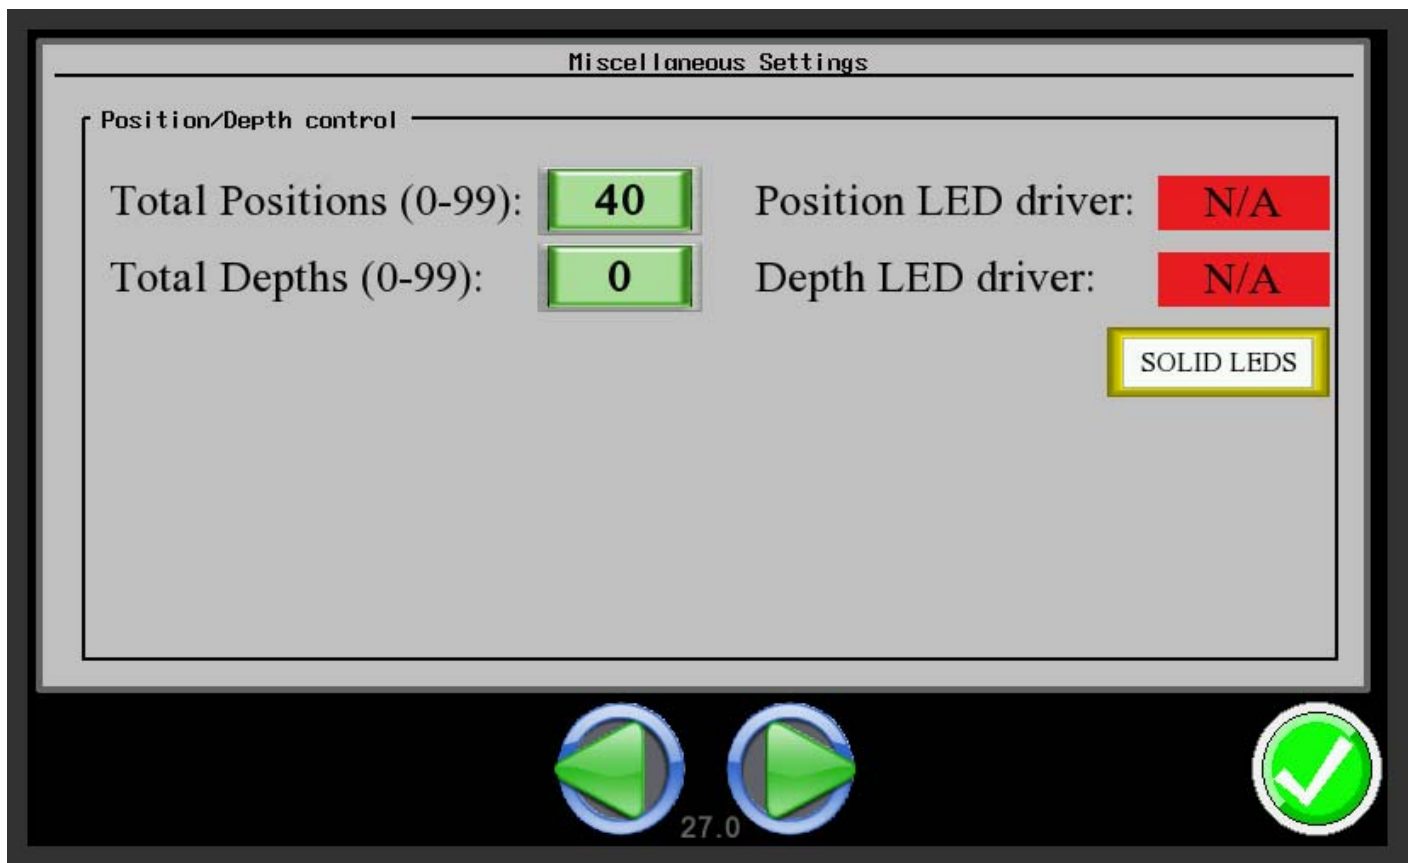 Miscellaneous Settings
Position/Depth control
Total Positions (0-99): 40 Position LED driver: N/A
Total Depths (0-99): 0 Depth LED driver: N/A
SOLID LEDS
27.0